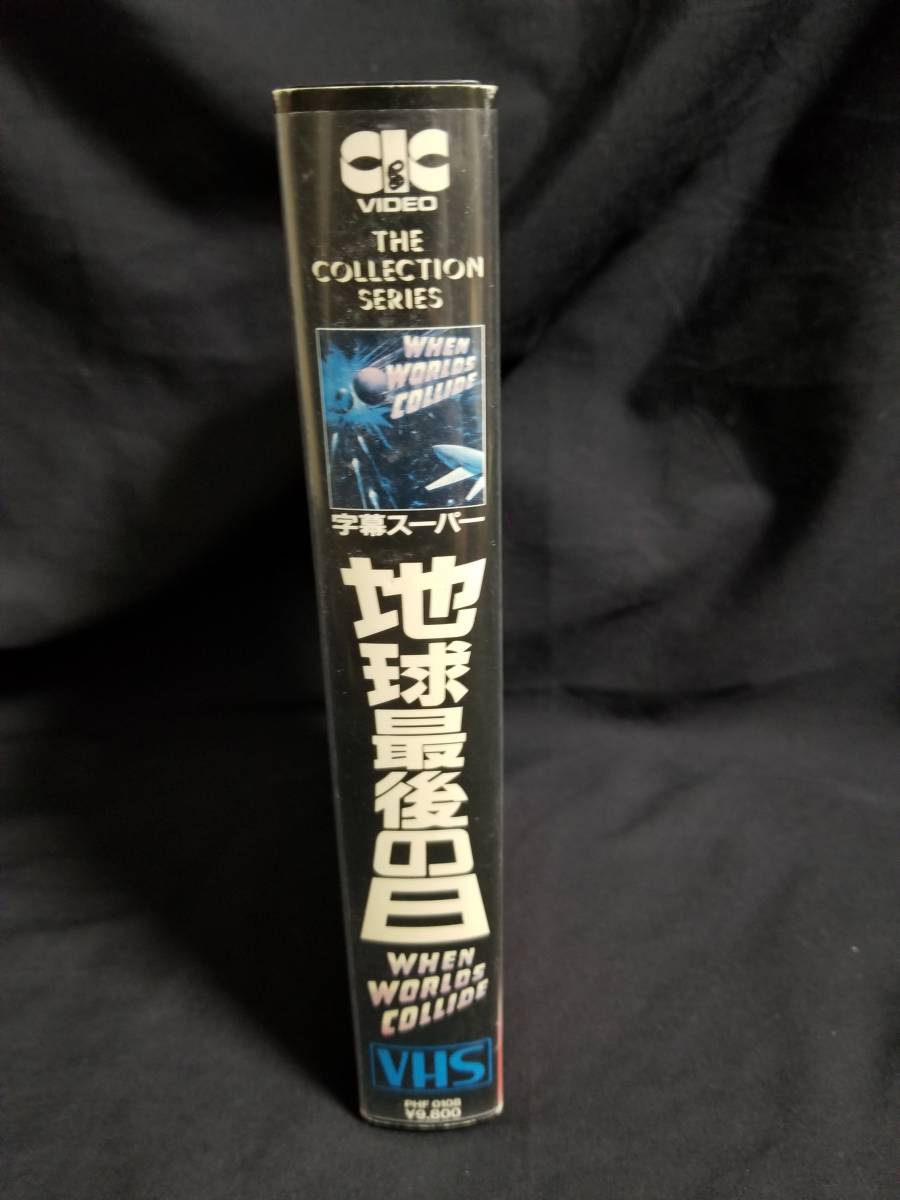 CIC
VIDEO
THE
COLLECTION
SERIES
WHEN
WORLDS
COLLIDE
字幕スーパー
地球最後の日
WHEN
WORLDS
COLLIDE
VHS
PHF 0108
¥9,800